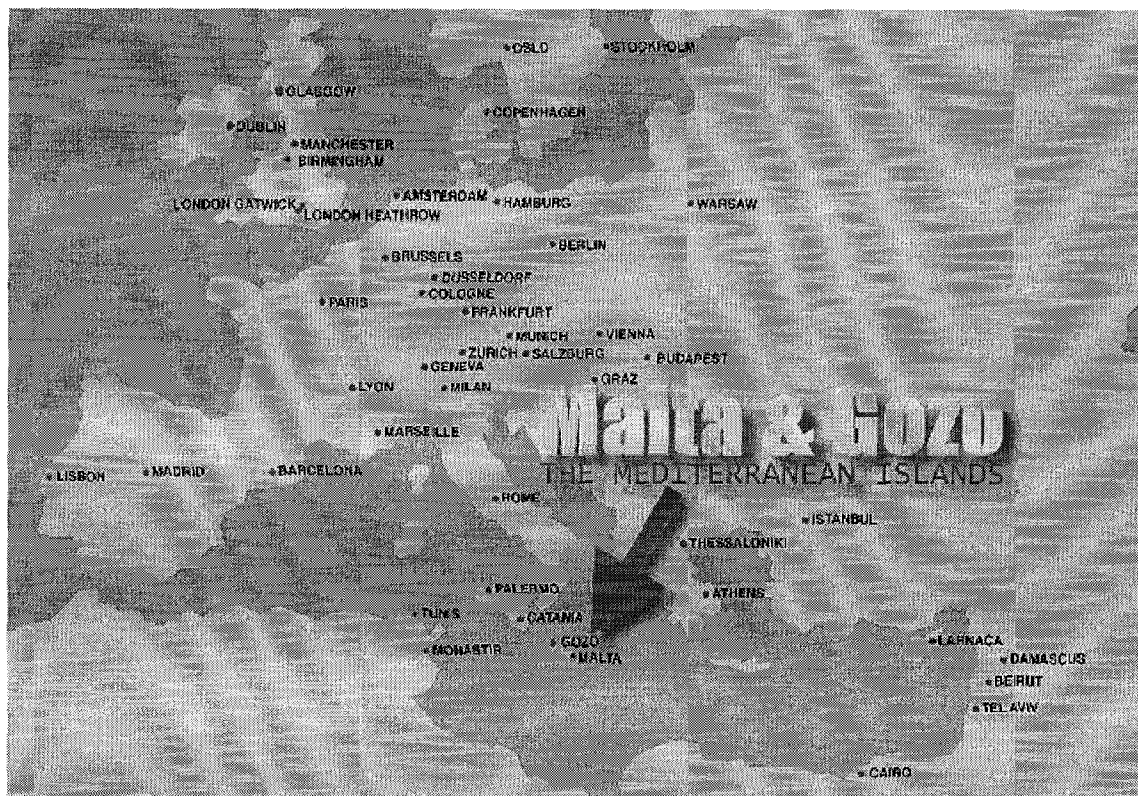 OSLO
STOCKHOLM
GLASGOW
COPENHAGEN
DUBLIN
MANCHESTER
BIRMINGHAM
AMSTERDAM
HAMBURG
WARSAW
LONDON GATWICK
LONDON HEATHROW
BERLIN
BRUSSELS
DUSSELDORF
COLOGNE
PARIS
FRANKFURT
MUNICH
VIENNA
ZURICH
SALZBURG
BUDAPEST
GENEVA
GRAZ
LYON
MILAN
Malta & Gozo
MARSEILLE
THE MEDITERRANEAN ISLANDS
LISBON
MADRID
BARCELONA
ROME
ISTANBUL
THESSALONIKI
PALERMO
ATHENS
TUNIS
CATANIA
GOZO
MALTA
MONASTIR
LARNACA
DAMASCUS
BEIRUT
TEL AVIV
CAIRO